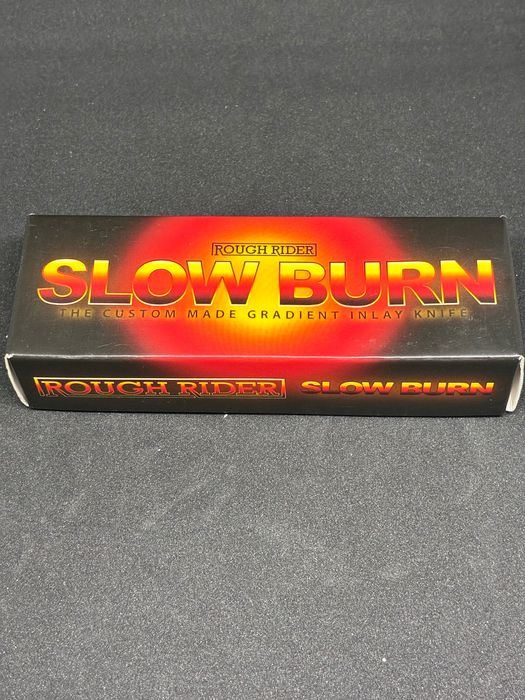 ROUGH RIDER
SLOW BURN
THE CUSTOM MADE GRADIENT INLAY KNIFE
ROUGH RIDER SLOW BURN